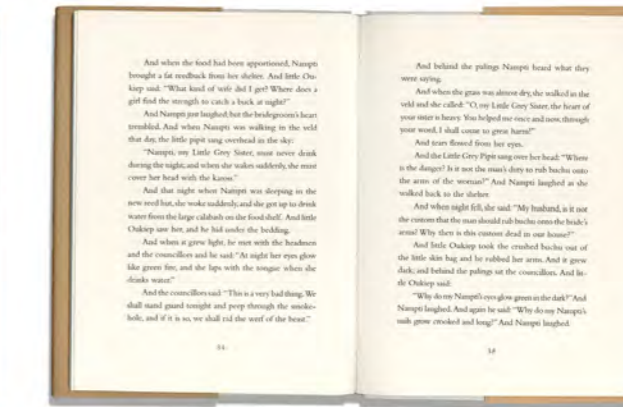 And when the food had been apportioned, Nampti
brought a fat reedbuck from her shelter. And little Ou-
kiep said: "What kind of wife did I get? Where does a
girl find the strength to catch a buck at night?"
And Nampti just laughed, but the bridegroom's heart
trembled. And when Nampti was walking in the veld
that day, the little pipit sang overhead in the sky:
"Nampti, my Little Grey Sister, must never drink
during the night, and when she wakes suddenly, she must
cover her head with the kaross."
And that night when Nampti was sleeping in the
new reed hut, she woke suddenly, and she got up to drink
water from the large calabash on the food shelf. And little
Oukiep saw her, and he hid under the bedding.
And when it grew light, he met with the headmen
and the councillors and he said: "At night her eyes glow
like green fire, and she laps with the tongue when she
drinks water."
And the councillors said: "This is a very bad thing. We
shall stand guard tonight and peep through the smoke-
hole, and if it is so, we shall rid the werf of the beast."
And behind the palings Nampti heard what they
were saying.
And when the grass was almost dry, she walked in the
veld and she called: "O, my Little Grey Sister, the heart of
your sister is heavy. You helped me once and now, through
your word, I shall come to great harm!"
And tears flowed from her eyes.
And the Little Grey Pipit sang over her head: "Where
is the danger? Is it not the man's duty to rub buchu onto
the arms of the woman?" And Nampti laughed as she
walked back to the shelter.
And when night fell, she said: "My husband, is it not
the custom that the man should rub buchu onto the bride's
arms? Why then is this custom dead in our house?"
And little Oukiep took the crushed buchu out of
the little skin bag and he rubbed her arms. And it grew
dark; and behind the palings sat the councillors. And lit-
tle Oukiep said:
"Why do my Nampti's eyes glow green in the dark?" And
Nampti laughed. And again he said: "Why do my Nampti's
nails grow crooked and long?" And Nampti laughed.